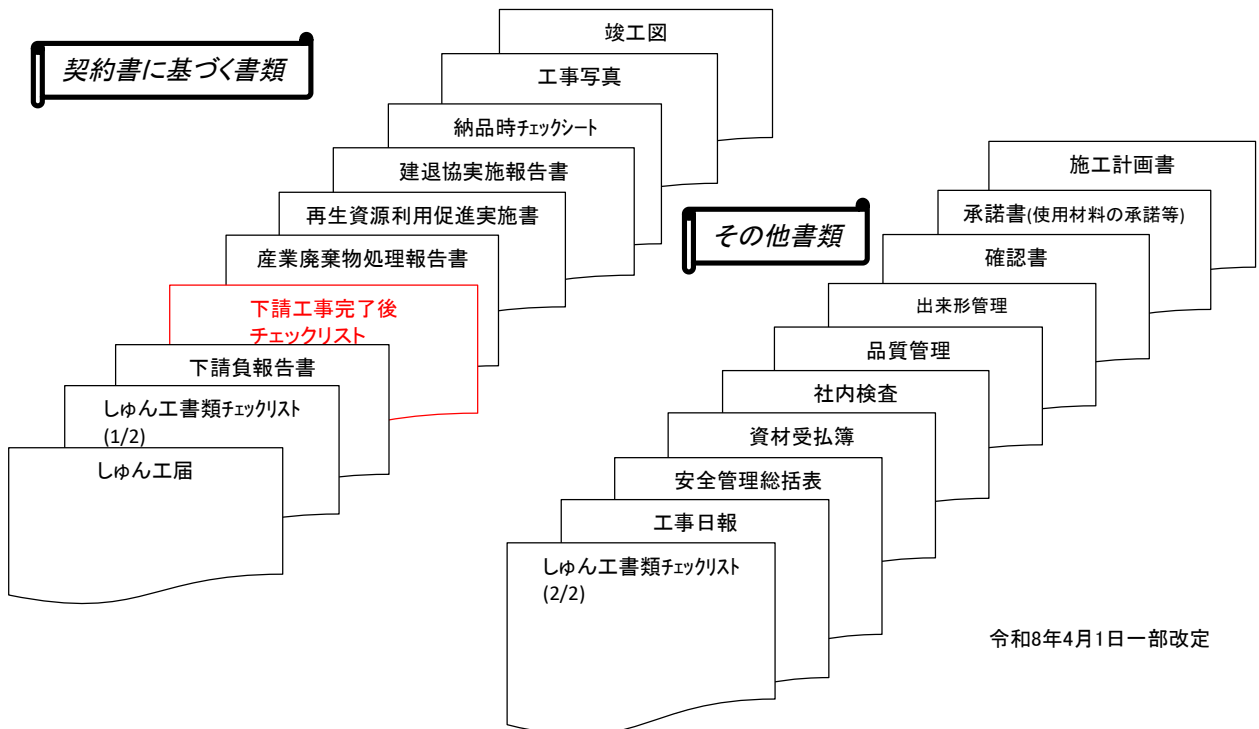 契約書に基づく書類
竣工図
工事写真
納品時チェックシート
建退協実施報告書
再生資源利用促進実施書
産業廃棄物処理報告書
下請工事完了後
チェックリスト
下請負報告書
しゅん工書類チェックリスト
(1/2)
しゅん工届
その他書類
施工計画書
承諾書(使用材料の承諾等)
確認書
出来形管理
品質管理
社内検査
資材受払簿
安全管理総括表
工事日報
しゅん工書類チェックリスト
(2/2)
令和8年4月1日一部改定